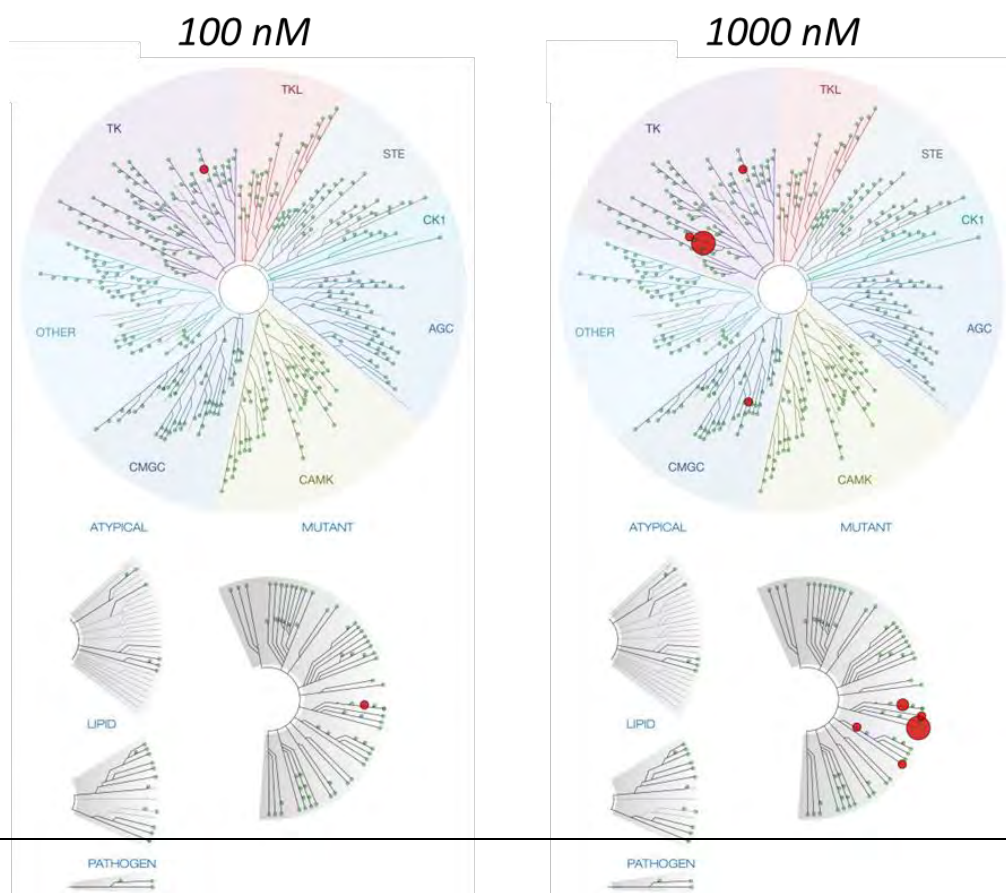 100 nM
1000 nM
TKL
TK
STE
CK1
AGC
OTHER
CMGC
CAMK
ATYPICAL
MUTANT
LIPID
PATHOGEN
TKL
TK
STE
CK1
AGC
OTHER
CMGC
CAMK
ATYPICAL
MUTANT
LIPID
PATHOGEN